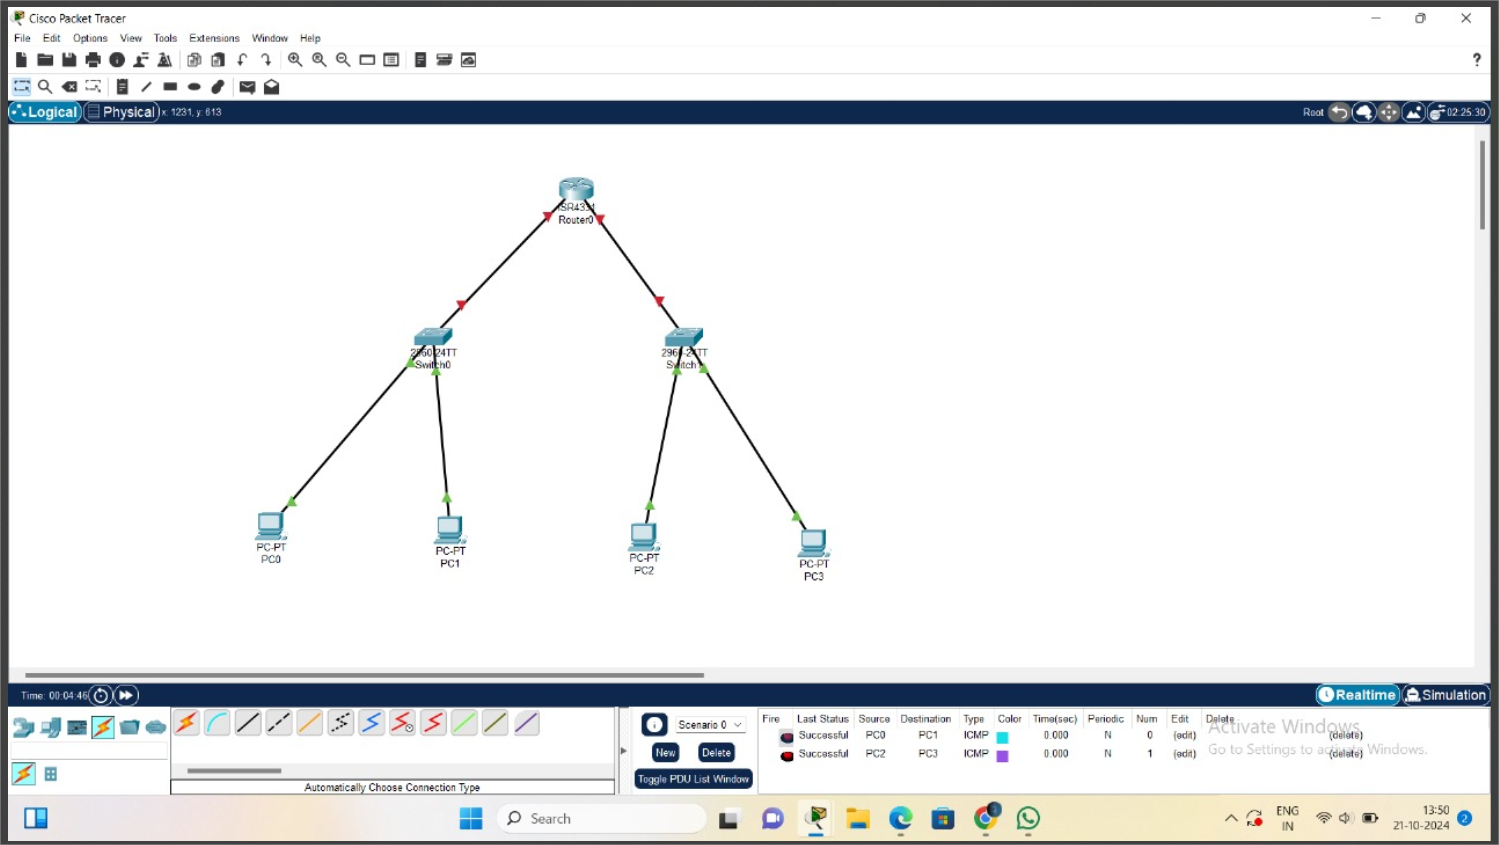 Cisco Packet Tracer
File Edit Options View Tools Extensions Window Help
?
Logical Physical x: 1231, y: 613 Root 02:25:30
Router0
2960-24TT
Switch0
2960-24TT
Switch1
PC-PT
PC0
PC-PT
PC1
PC-PT
PC2
PC-PT
PC3
Time: 00:04:46 Realtime Simulation
Scenario 0
New Delete
Toggle PDU List Window
Automatically Choose Connection Type
Fire Last Status Source Destination Type Color Time(sec) Periodic Num Edit Delete
Successful PC0 PC1 ICMP 0.000 N 0 (edit) (delete)
Successful PC2 PC3 ICMP 0.000 N 1 (edit) (delete)
Activate Windows
Go to Settings to activate Windows.
Search
ENG
IN
13:50
21-10-2024
2